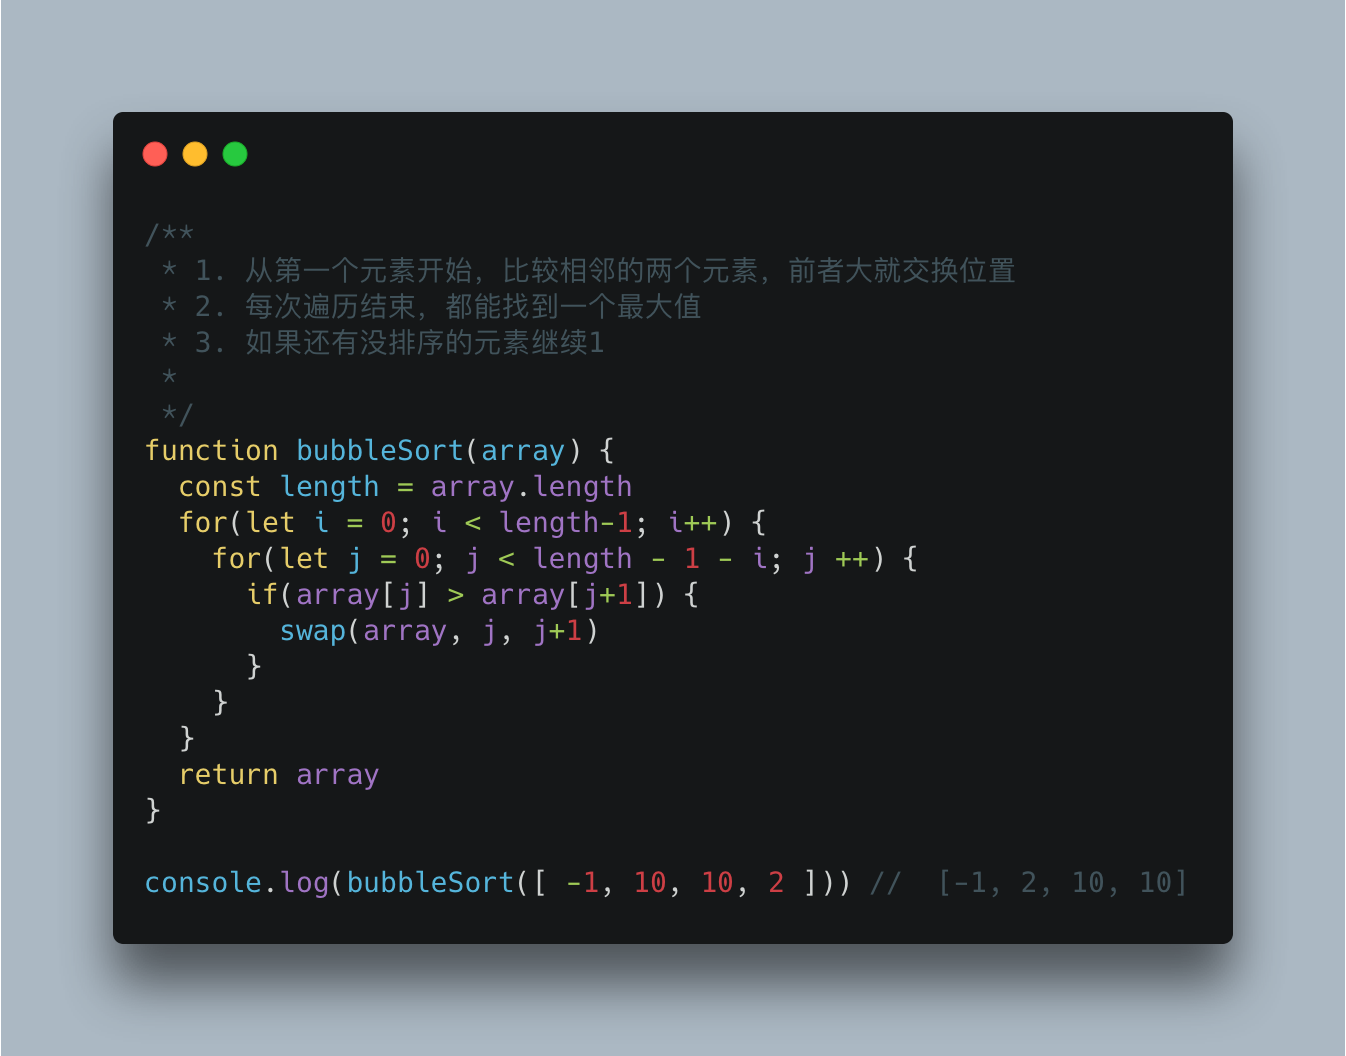 /**
 * 1. 从第一个元素开始，比较相邻的两个元素，前者大就交换位置
 * 2. 每次遍历结束，都能找到一个最大值
 * 3. 如果还有没排序的元素继续1
 *
 */
function bubbleSort(array) {
  const length = array.length
  for(let i = 0; i < length-1; i++) {
    for(let j = 0; j < length - 1 - i; j ++) {
      if(array[j] > array[j+1]) {
        swap(array, j, j+1)
      }
    }
  }
  return array
}

console.log(bubbleSort([ -1, 10, 10, 2 ])) //  [-1, 2, 10, 10]